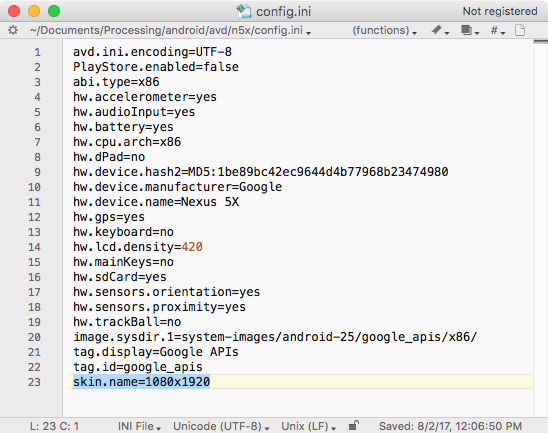 config.ini
Not registered
~/Documents/Processing/android/avd/n5x/config.ini
(functions)
#
1 avd.ini.encoding=UTF-8
2 PlayStore.enabled=false
3 abi.type=x86
4 hw.accelerometer=yes
5 hw.audioInput=yes
6 hw.battery=yes
7 hw.cpu.arch=x86
8 hw.dPad=no
9 hw.device.hash2=MD5:1be89bc42ec9644d4b77968b23474980
10 hw.device.manufacturer=Google
11 hw.device.name=Nexus 5X
12 hw.gps=yes
13 hw.keyboard=no
14 hw.lcd.density=420
15 hw.mainKeys=no
16 hw.sdCard=yes
17 hw.sensors.orientation=yes
18 hw.sensors.proximity=yes
19 hw.trackBall=no
20 image.sysdir.1=system-images/android-25/google_apis/x86/
21 tag.display=Google APIs
22 tag.id=google_apis
23 skin.name=1080x1920
L: 23 C: 1 INI File Unicode (UTF-8) Unix (LF) Saved: 8/2/17, 12:06:50 PM